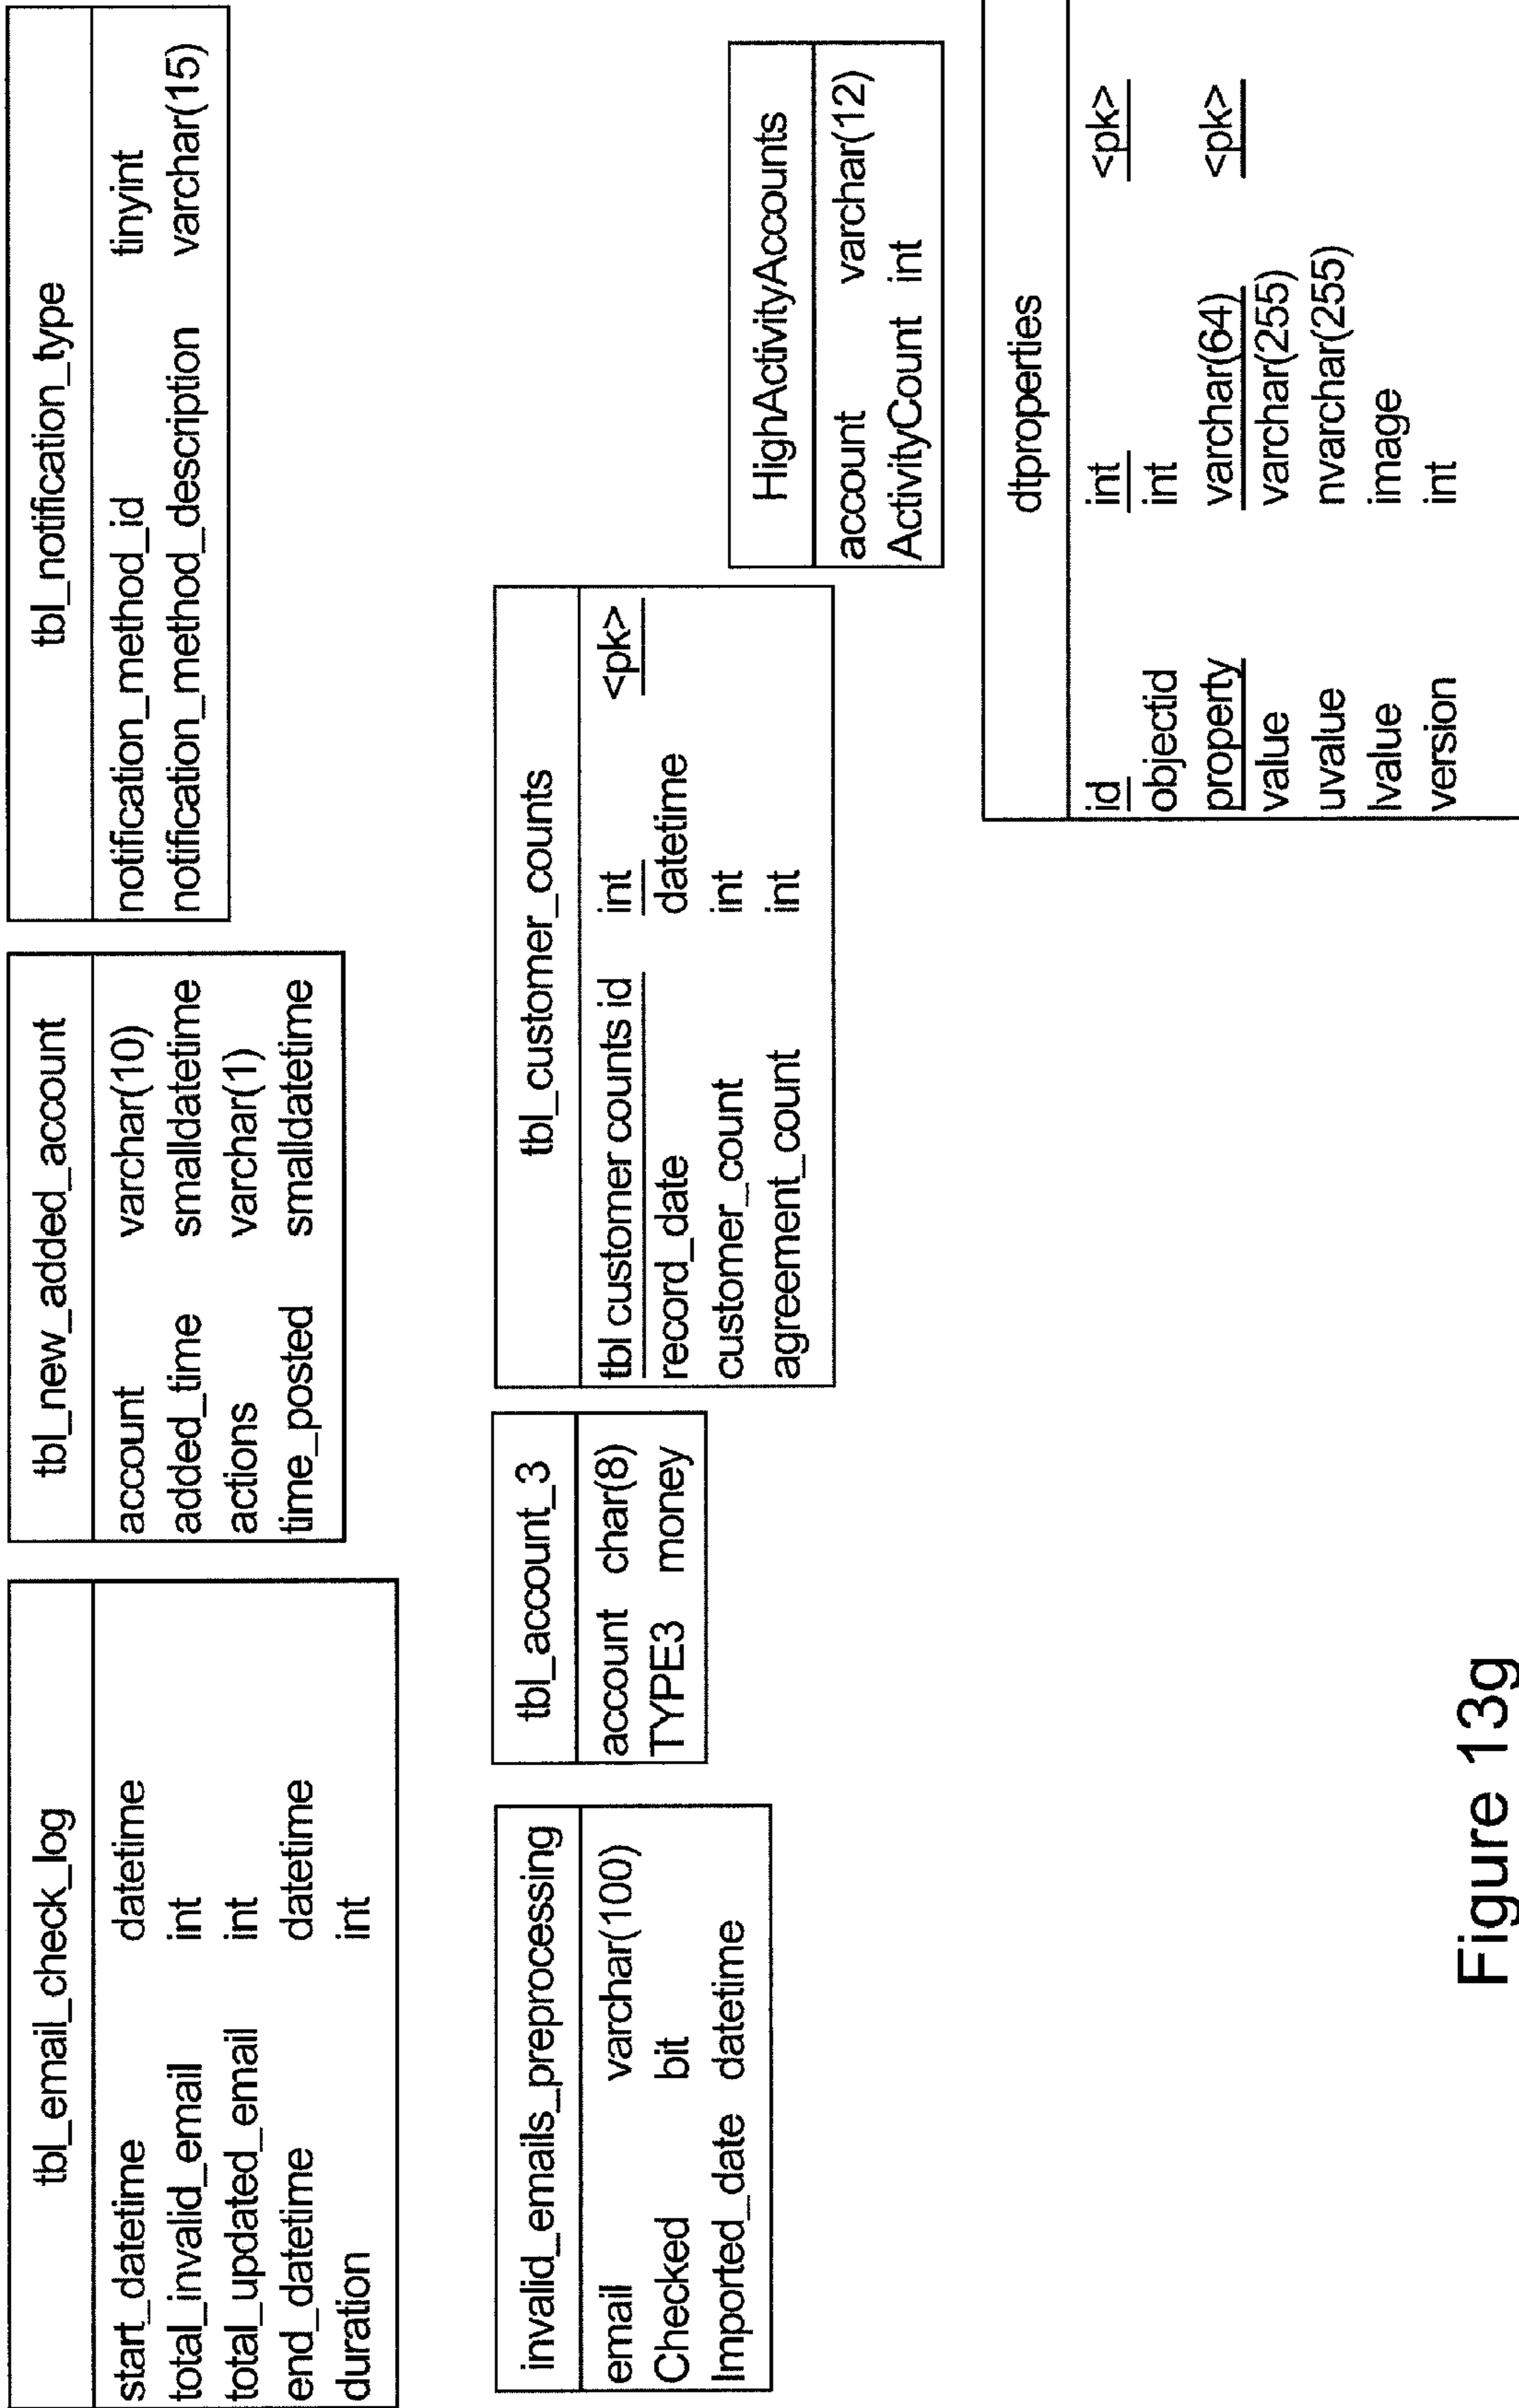 tbl_email_check_log
start_datetime datetime
total_invalid_email int
total_updated_email int
end_datetime datetime
duration int
tbl_new_added_account
account varchar(10)
added_time smalldatetime
actions varchar(1)
time_posted smalldatetime
tbl_notification_type
notification_method_id tinyint
notification_method_description varchar(15)
invalid_emails_preprocessing
email varchar(100)
Checked bit
Imported_date datetime
tbl_account_3
account char(8)
TYPE3 money
tbl_customer_counts
tbl customer counts id int <pk>
record_date datetime
customer_count int
agreement_count int
HighActivityAccounts
account varchar(12)
ActivityCount int
dtproperties
id int <pk>
objectid int
property varchar(64) <pk>
value varchar(255)
uvalue nvarchar(255)
lvalue image
version int
Figure 13g